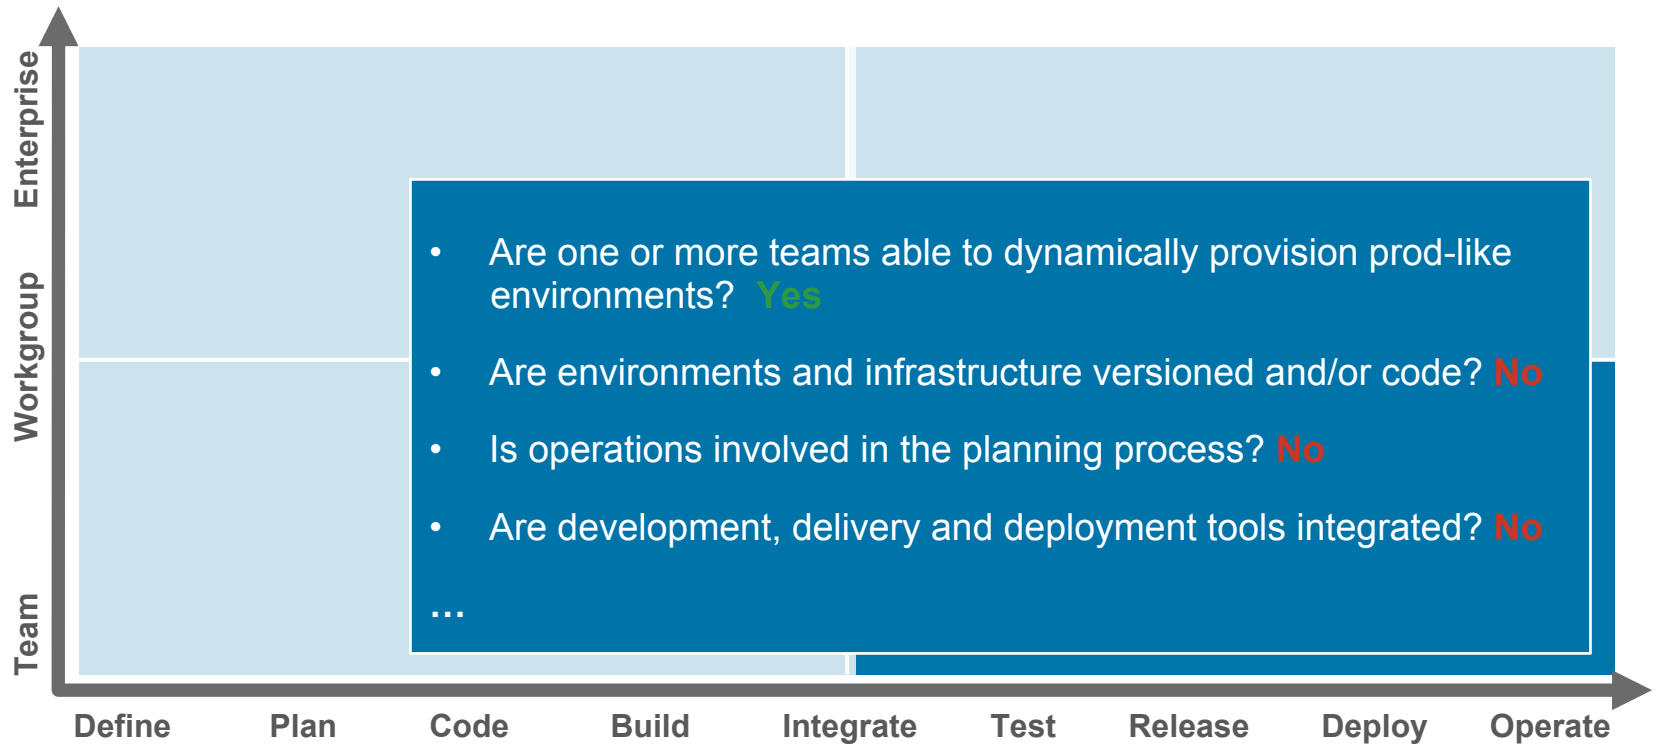 Enterprise
Workgroup
Team
• Are one or more teams able to dynamically provision prod-like
environments? Yes
• Are environments and infrastructure versioned and/or code? No
• Is operations involved in the planning process? No
• Are development, delivery and deployment tools integrated? No
...
Define Plan Code Build Integrate Test Release Deploy Operate